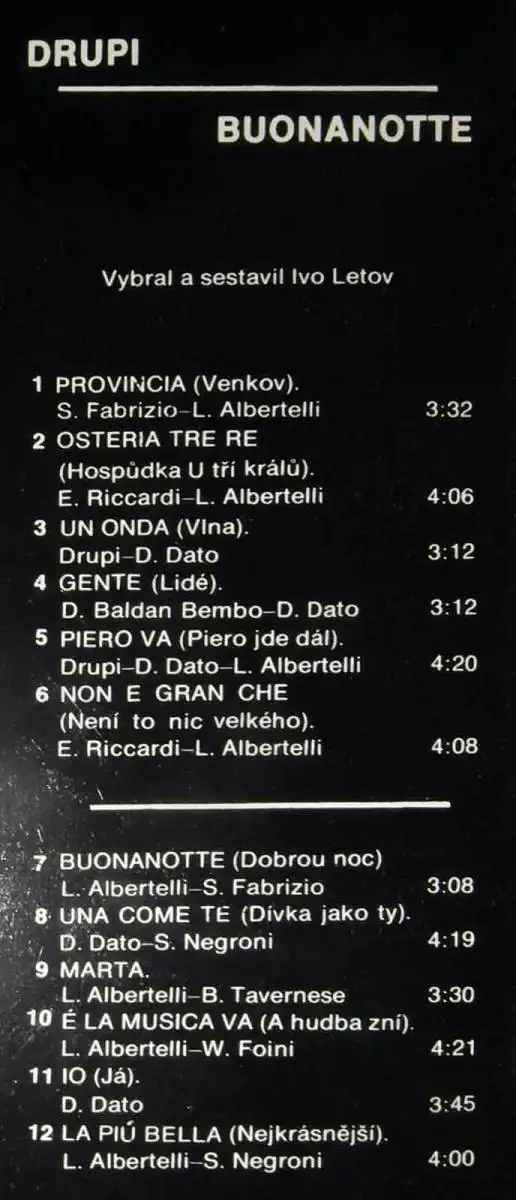 DRUPI
BUONANOTTE
Vybral a sestavil Ivo Letov
1 PROVINCIA (Venkov).
S. Fabrizio–L. Albertelli 3:32
2 OSTERIA TRE RE
(Hospůdka U tří králů).
E. Riccardi–L. Albertelli 4:06
3 UN ONDA (Vlna).
Drupi–D. Dato 3:12
4 GENTE (Lidé).
D. Baldan Bembo–D. Dato 3:12
5 PIERO VA (Piero jde dál).
Drupi–D. Dato–L. Albertelli 4:20
6 NON E GRAN CHE
(Není to nic velkého).
E. Riccardi–L. Albertelli 4:08
7 BUONANOTTE (Dobrou noc)
L. Albertelli–S. Fabrizio 3:08
8 UNA COME TE (Dívka jako ty).
D. Dato–S. Negroni 4:19
9 MARTA.
L. Albertelli–B. Tavernese 3:30
10 É LA MUSICA VA (A hudba zní).
L. Albertelli–W. Foini 4:21
11 IO (Já).
D. Dato 3:45
12 LA PIÚ BELLA (Nejkrásnější).
L. Albertelli–S. Negroni 4:00